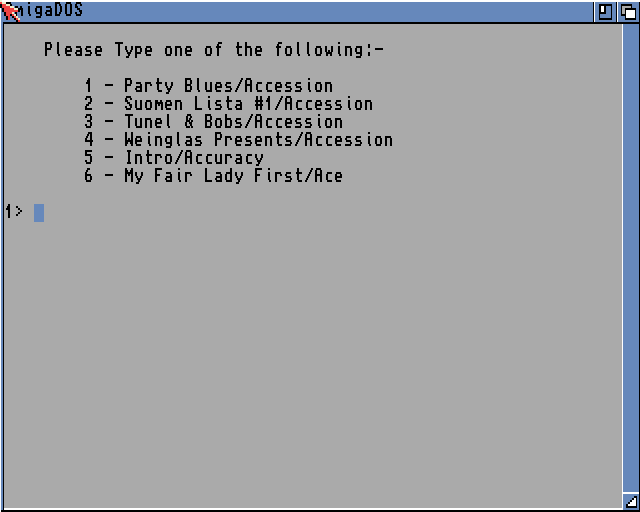 AmigaDOS
Please Type one of the following:-
1 - Party Blues/Accession
2 - Suomen Lista #1/Accession
3 - Tunel & Bobs/Accession
4 - Weinglas Presents/Accession
5 - Intro/Accuracy
6 - My Fair Lady First/Ace
1>